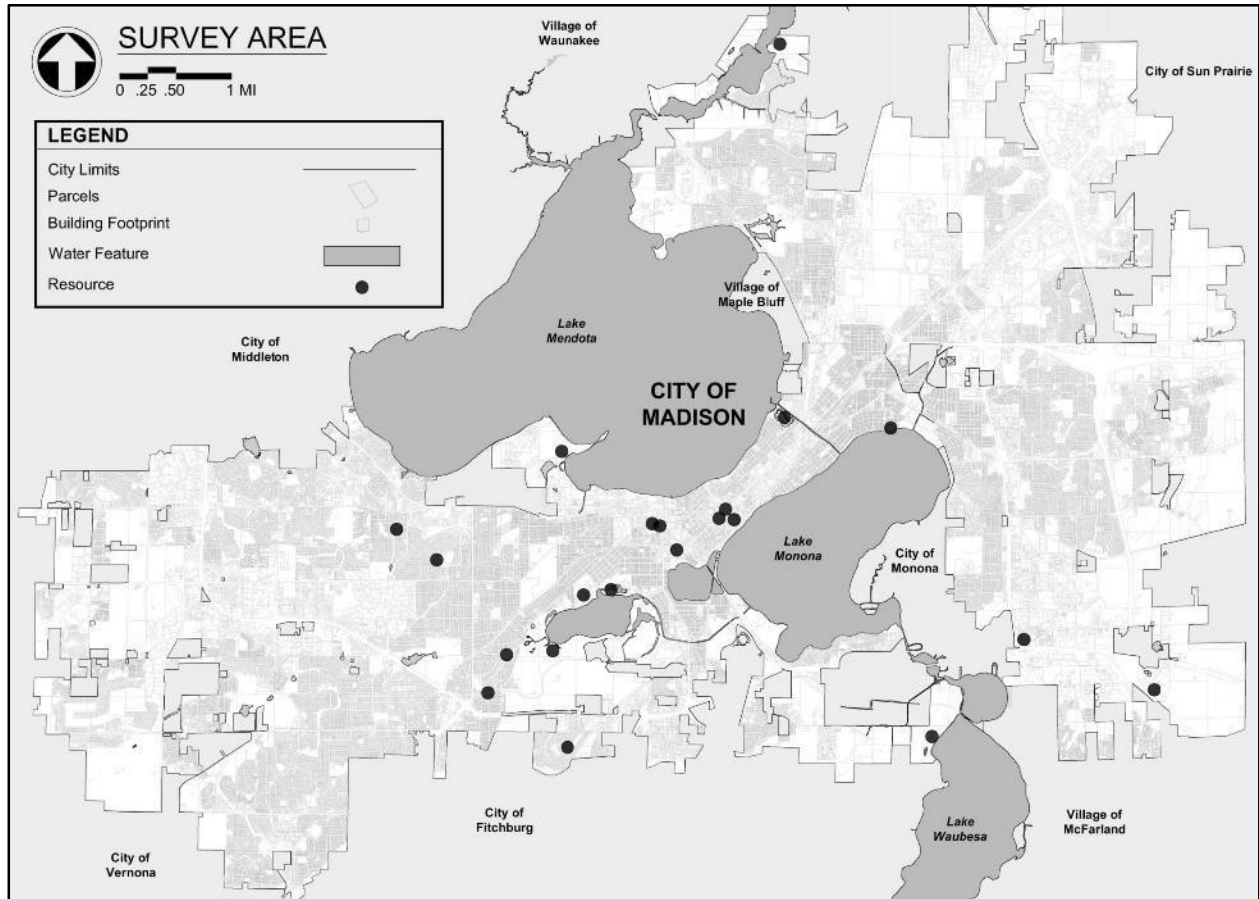 SURVEY AREA
0 .25 .50 1 MI
LEGEND
City Limits
Parcels
Building Footprint
Water Feature
Resource
Village of
Waunakee
City of Sun Prairie
Village of
Maple Bluff
Lake
Mendota
City of
Middleton
CITY OF
MADISON
Lake
Monona
City of
Monona
City of
Fitchburg
Lake
Waubesa
Village of
McFarland
City of
Vernona